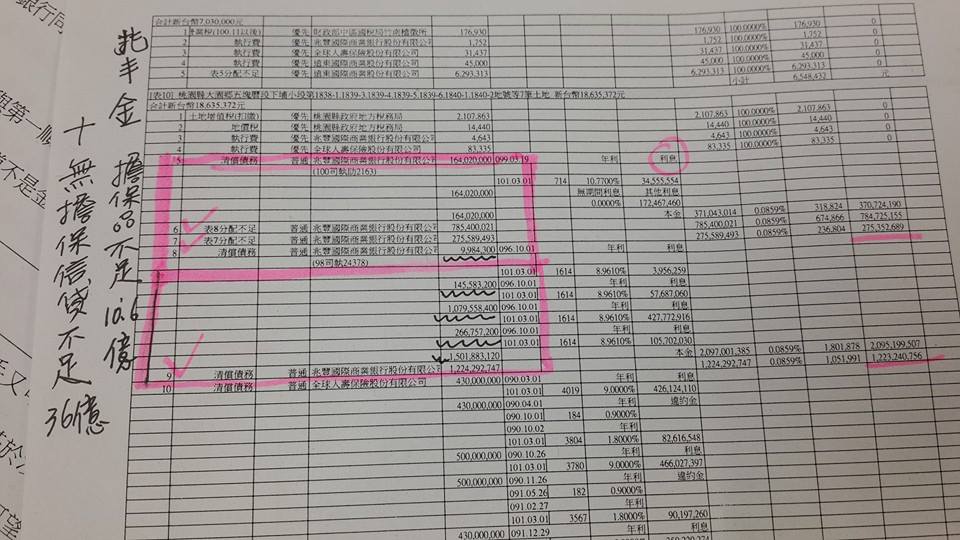 兆丰金
擔保品不足10.6億
十無擔保信貸不足36億
合計新台幣7,030,000元
1 營業稅(100.11以後) 優先 財政部中區國稅局竹南稽徵所 176,930 176,930 100.0000% 176,930 0
2 執行費 優先 兆豐國際商業銀行股份有限公司 1,752 1,752 100.0000% 1,752 0
3 執行費 優先 全球人壽保險股份有限公司 31,437 31,437 100.0000% 31,437 0
4 執行費 優先 遠東國際商業銀行股份有限公司 45,000 45,000 100.0000% 45,000 0
5 表5分配不足 優先 遠東國際商業銀行股份有限公司 6,293,313 6,293,313 100.0000% 6,293,313 0
小計 6,548,432 元
[表10] 桃園縣大園鄉五塊厝段下埔小段第1838-1.1839-3.1839-4.1839-5.1839-6.1840-1.1840-2地號等7筆土地 新台幣18,635,372元
合計新台幣18,635,372元
1 土地增值稅(扣繳) 優先 桃園縣政府地方稅務局 2,107,863 2,107,863 100.0000% 2,107,863 0
2 地價稅 優先 桃園縣政府地方稅務局 14,440 14,440 100.0000% 14,440 0
3 執行費 優先 兆豐國際商業銀行股份有限公司 4,643 4,643 100.0000% 4,643 0
4 執行費 優先 全球人壽保險股份有限公司 83,335 83,335 100.0000% 83,335 0
5 清償債務 普通 兆豐國際商業銀行股份有限公司 164,020,000 099.03.19 年利 利息
(100司執助2163) 101.03.01 714 10.7700% 34,555,554
164,020,000 無期間利息 其他利息
0.0000% 172,467,460
164,020,000 本金 371,043,014 0.0859% 318,824 370,724,190
6 表8分配不足 普通 兆豐國際商業銀行股份有限公司 785,400,021 785,400,021 0.0859% 674,866 784,725,155
7 表7分配不足 普通 兆豐國際商業銀行股份有限公司 275,589,493 275,589,493 0.0859% 236,804 275,352,689
8 清償債務 普通 兆豐國際商業銀行股份有限公司 9,984,300 096.10.01 年利 利息
(98司執24378) 101.03.01 1614 8.9610% 3,956,259
145,583,200 096.10.01 年利 利息
101.03.01 1614 8.9610% 57,687,060
1,079,558,400 096.10.01 年利 利息
101.03.01 1614 8.9610% 427,772,916
266,757,200 096.10.01 年利 利息
101.03.01 1614 8.9610% 105,702,030
1,501,883,120 本金 2,097,001,385 0.0859% 1,801,878 2,095,199,507
9 清償債務 普通 兆豐國際商業銀行股份有限公司 1,224,292,747 1,224,292,747 0.0859% 1,051,991 1,223,240,756
10 清償債務 普通 全球人壽保險股份有限公司 430,000,000 090.03.01 年利 利息
101.03.01 4019 9.0000% 426,124,110
430,000,000 090.04.01 年利 違約金
090.10.01 184 0.9000%
090.10.02 年利
101.03.01 3804 1.8000% 82,616,548
500,000,000 090.10.26 年利 利息
101.03.01 3780 9.0000% 466,027,397
500,000,000 090.11.26 年利 違約金
091.05.26 182 0.9000%
091.02.27 年利
101.03.01 3567 1.8000% 90,197,260
430,000,000 091.12.29 年利 利息